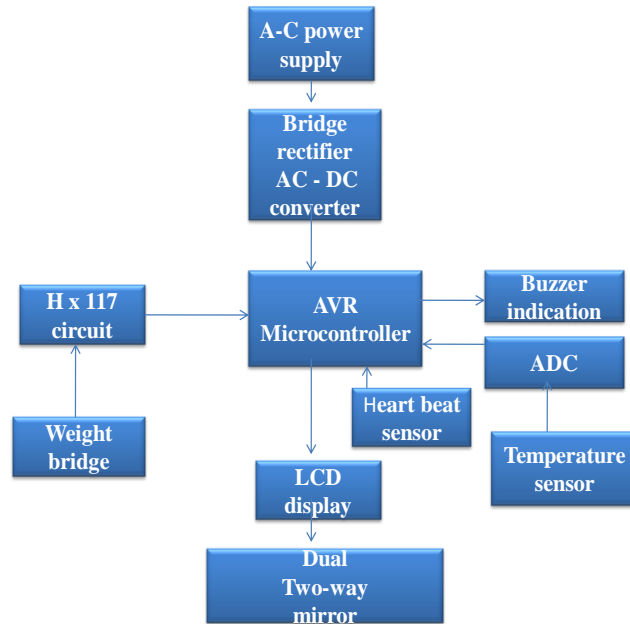 A-C power
supply
Bridge
rectifier
AC - DC
converter
H x 117
circuit
AVR
Microcontroller
Buzzer
indication
ADC
Heart beat
sensor
Weight
bridge
Temperature
sensor
LCD
display
Dual
Two-way
mirror